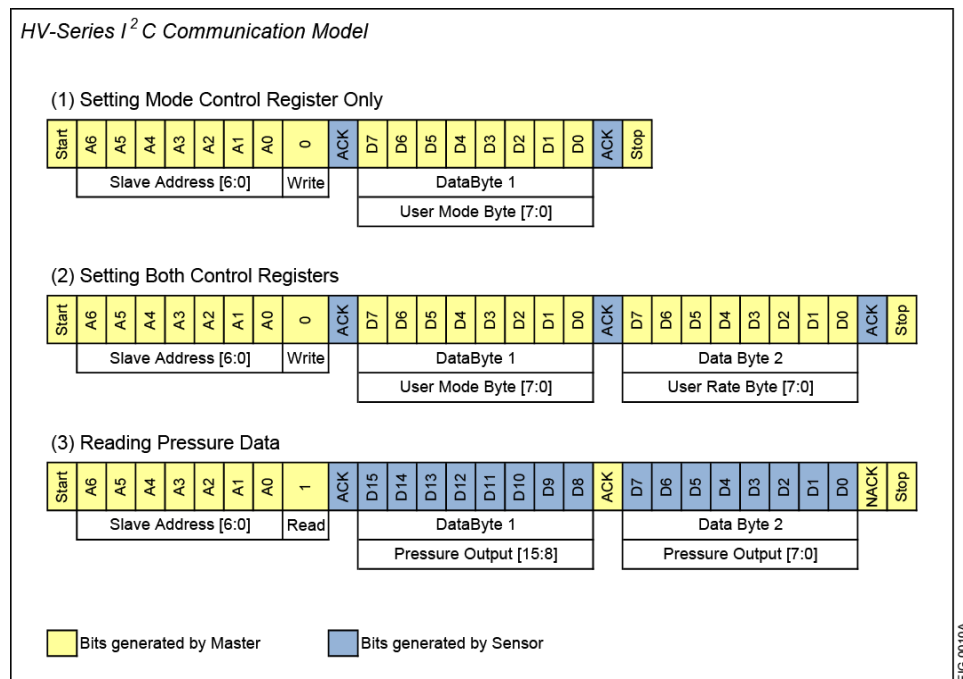 HV-Series I² C Communication Model
(1) Setting Mode Control Register Only
Start A6 A5 A4 A3 A2 A1 A0 0 ACK D7 D6 D5 D4 D3 D2 D1 D0 ACK Stop
Slave Address [6:0] Write DataByte 1
User Mode Byte [7:0]
(2) Setting Both Control Registers
Start A6 A5 A4 A3 A2 A1 A0 0 ACK D7 D6 D5 D4 D3 D2 D1 D0 ACK D7 D6 D5 D4 D3 D2 D1 D0 ACK Stop
Slave Address [6:0] Write DataByte 1 Data Byte 2
User Mode Byte [7:0] User Rate Byte [7:0]
(3) Reading Pressure Data
Start A6 A5 A4 A3 A2 A1 A0 1 ACK D15 D14 D13 D12 D11 D10 D9 D8 ACK D7 D6 D5 D4 D3 D2 D1 D0 NACK Stop
Slave Address [6:0] Read DataByte 1 Data Byte 2
Pressure Output [15:8] Pressure Output [7:0]
Bits generated by Master Bits generated by Sensor